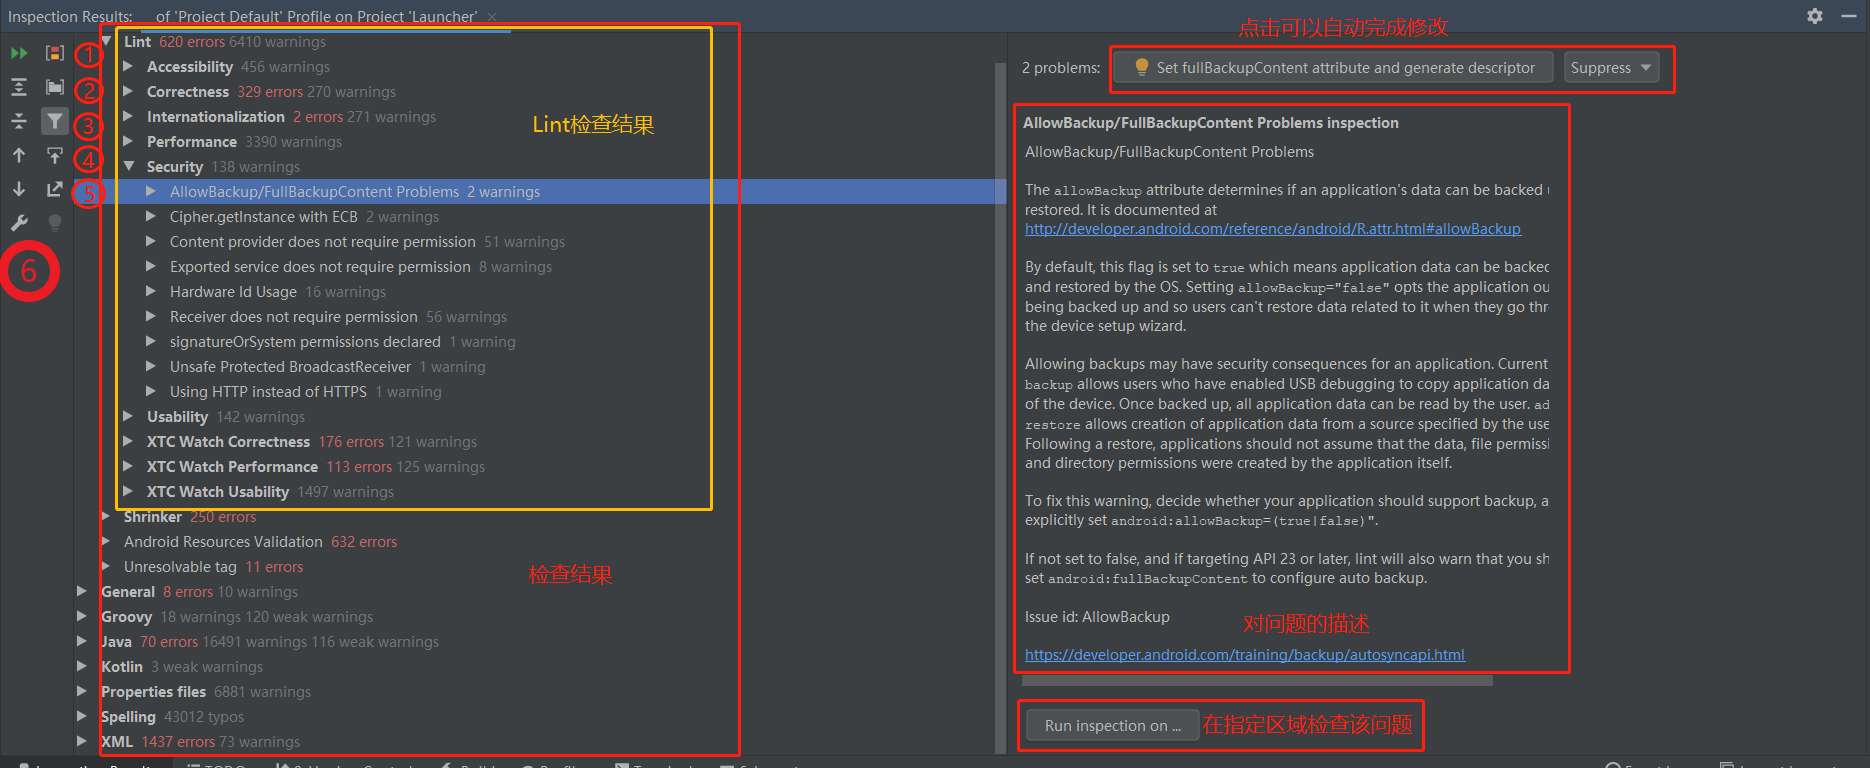 Inspection Results: of 'Project Default' Profile on Project 'Launcher'
点击可以自动完成修改
① Lint 620 errors 6410 warnings
Accessibility 456 warnings
② Correctness 329 errors 270 warnings
③ Internationalization 2 errors 271 warnings
Lint检查结果
Performance 3390 warnings
④ Security 138 warnings
⑤ AllowBackup/FullBackupContent Problems 2 warnings
Cipher.getInstance with ECB 2 warnings
Content provider does not require permission 51 warnings
⑥
Exported service does not require permission 8 warnings
Hardware Id Usage 16 warnings
Receiver does not require permission 56 warnings
signatureOrSystem permissions declared 1 warning
Unsafe Protected BroadcastReceiver 1 warning
Using HTTP instead of HTTPS 1 warning
Usability 142 warnings
XTC Watch Correctness 176 errors 121 warnings
XTC Watch Performance 113 errors 125 warnings
XTC Watch Usability 1497 warnings
Shrinker 250 errors
Android Resources Validation 632 errors
Unresolvable tag 11 errors
检查结果
General 8 errors 10 warnings
Groovy 18 warnings 120 weak warnings
Java 70 errors 16491 warnings 116 weak warnings
Kotlin 3 weak warnings
Properties files 6881 warnings
Spelling 43012 typos
XML 1437 errors 73 warnings
2 problems: Set fullBackupContent attribute and generate descriptor Suppress
AllowBackup/FullBackupContent Problems inspection
AllowBackup/FullBackupContent Problems
The allowBackup attribute determines if an application's data can be backed
restored. It is documented at
http://developer.android.com/reference/android/R.attr.html#allowBackup
By default, this flag is set to true which means application data can be backed
and restored by the OS. Setting allowBackup="false" opts the application ou
being backed up and so users can't restore data related to it when they go thr
the device setup wizard.
Allowing backups may have security consequences for an application. Current
backup allows users who have enabled USB debugging to copy application da
of the device. Once backed up, all application data can be read by the user. ad
restore allows creation of application data from a source specified by the use
Following a restore, applications should not assume that the data, file permissi
and directory permissions were created by the application itself.
To fix this warning, decide whether your application should support backup, a
explicitly set android:allowBackup=(true|false)".
If not set to false, and if targeting API 23 or later, lint will also warn that you sh
set android:fullBackupContent to configure auto backup.
Issue id: AllowBackup
对问题的描述
https://developer.android.com/training/backup/autosyncapi.html
Run inspection on ... 在指定区域检查该问题